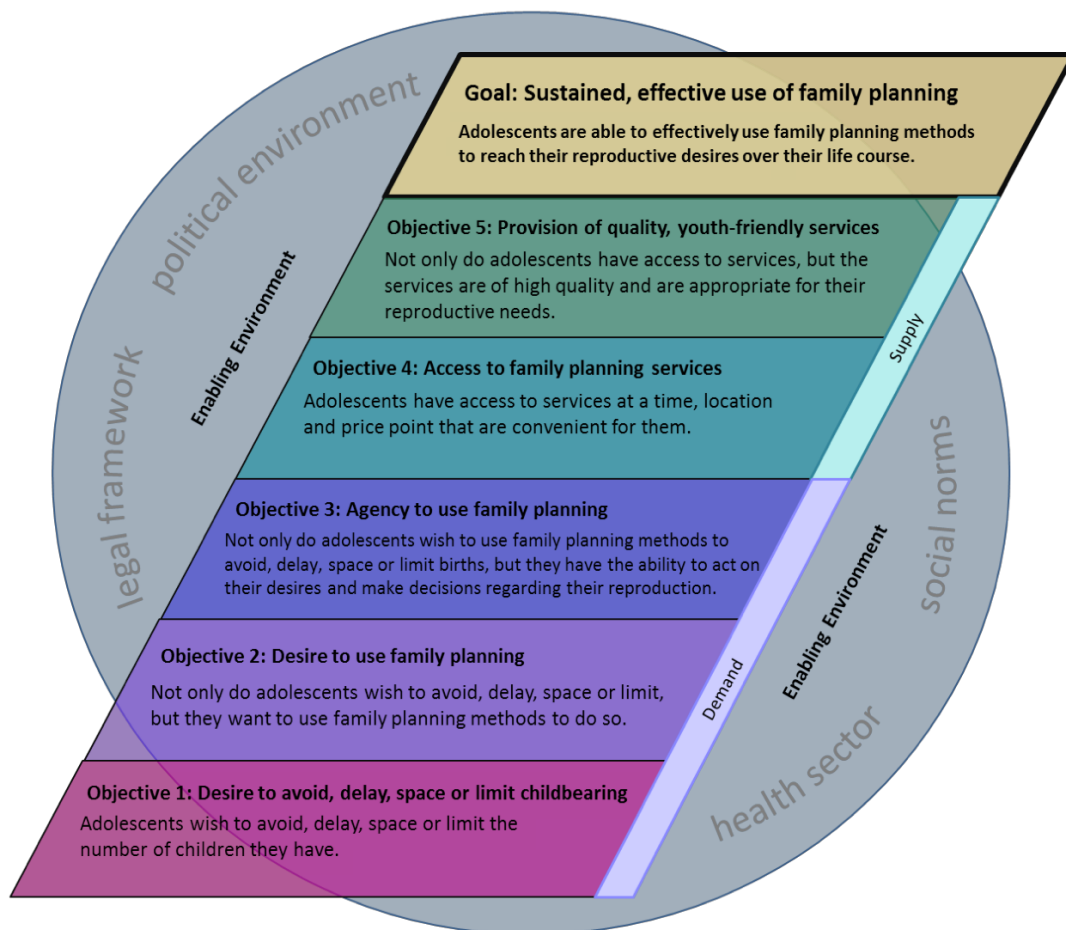 political environment
legal framework
Enabling Environment
Goal: Sustained, effective use of family planning
Adolescents are able to effectively use family planning methods
to reach their reproductive desires over their life course.
Objective 5: Provision of quality, youth-friendly services
Not only do adolescents have access to services, but the
services are of high quality and are appropriate for their
reproductive needs.
Objective 4: Access to family planning services
Adolescents have access to services at a time, location
and price point that are convenient for them.
Supply
Objective 3: Agency to use family planning
Not only do adolescents wish to use family planning methods to
avoid, delay, space or limit births, but they have the ability to act on
their desires and make decisions regarding their reproduction.
Objective 2: Desire to use family planning
Not only do adolescents wish to avoid, delay, space or limit,
but they want to use family planning methods to do so.
Objective 1: Desire to avoid, delay, space or limit childbearing
Adolescents wish to avoid, delay, space or limit the
number of children they have.
Demand
Enabling Environment
social norms
health sector